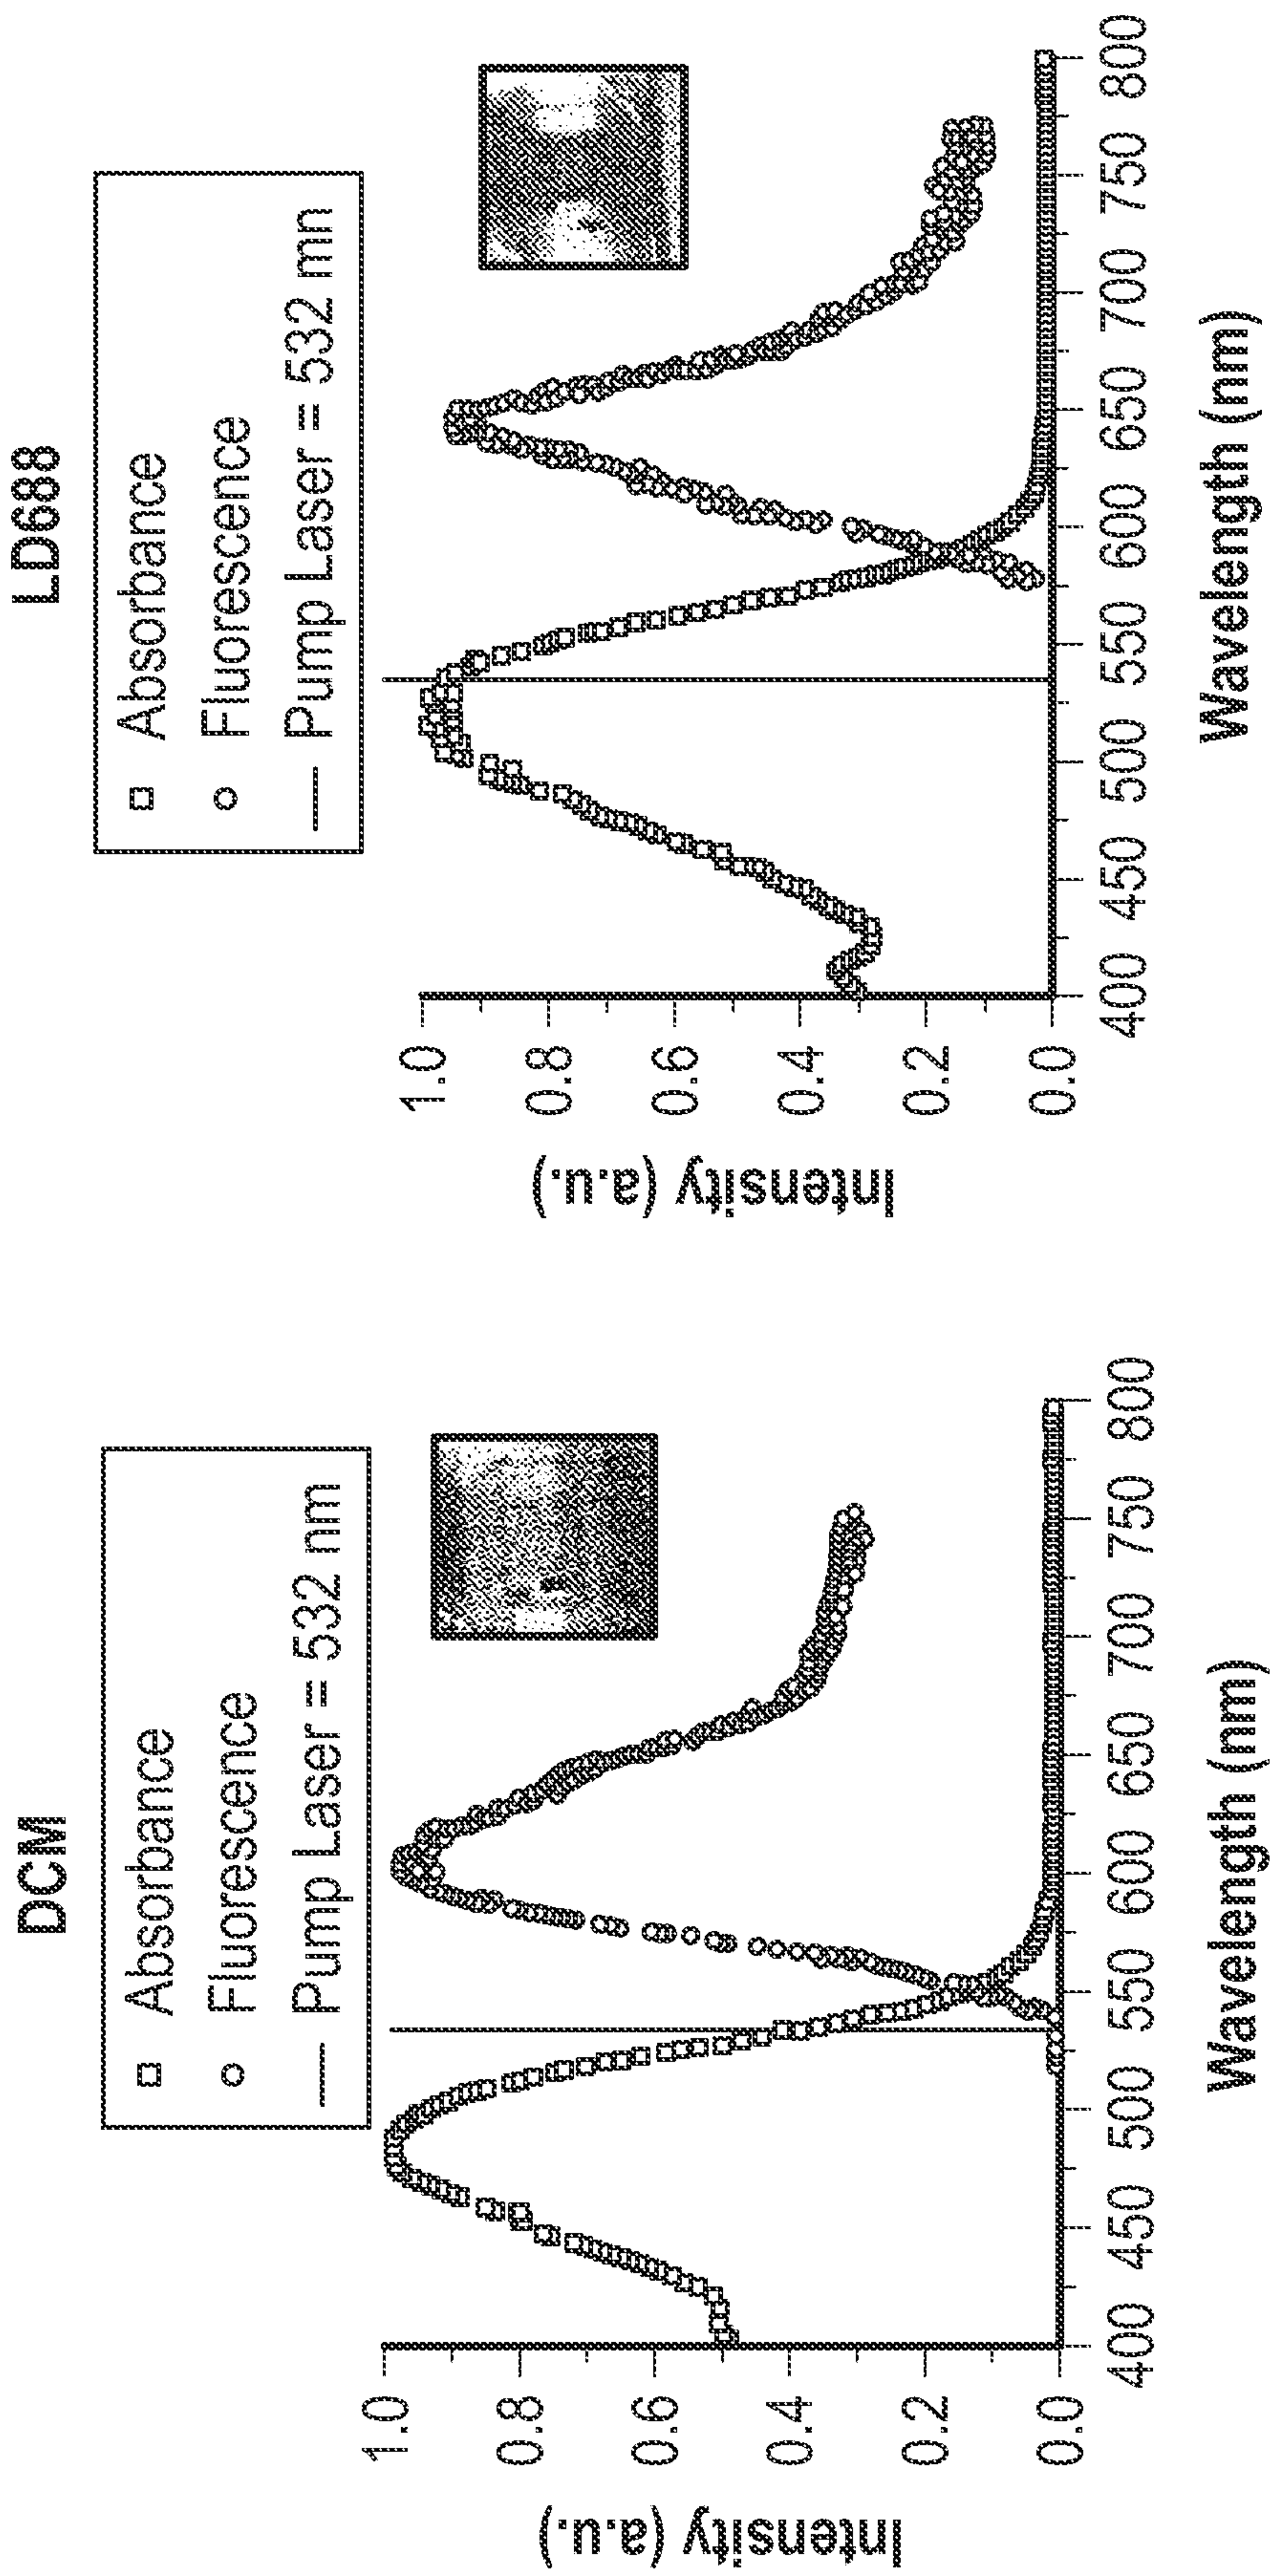 DCM
Absorbance
Fluorescence
Pump Laser = 532 nm
Intensity (a.u.)
1.0
0.8
0.6
0.4
0.2
0.0
400 450 500 550 600 650 700 750 800
Wavelength (nm)
LD688
Absorbance
Fluorescence
Pump Laser = 532 mn
Intensity (a.u.)
1.0
0.8
0.6
0.4
0.2
0.0
400 450 500 550 600 650 700 750 800
Wavelength (nm)